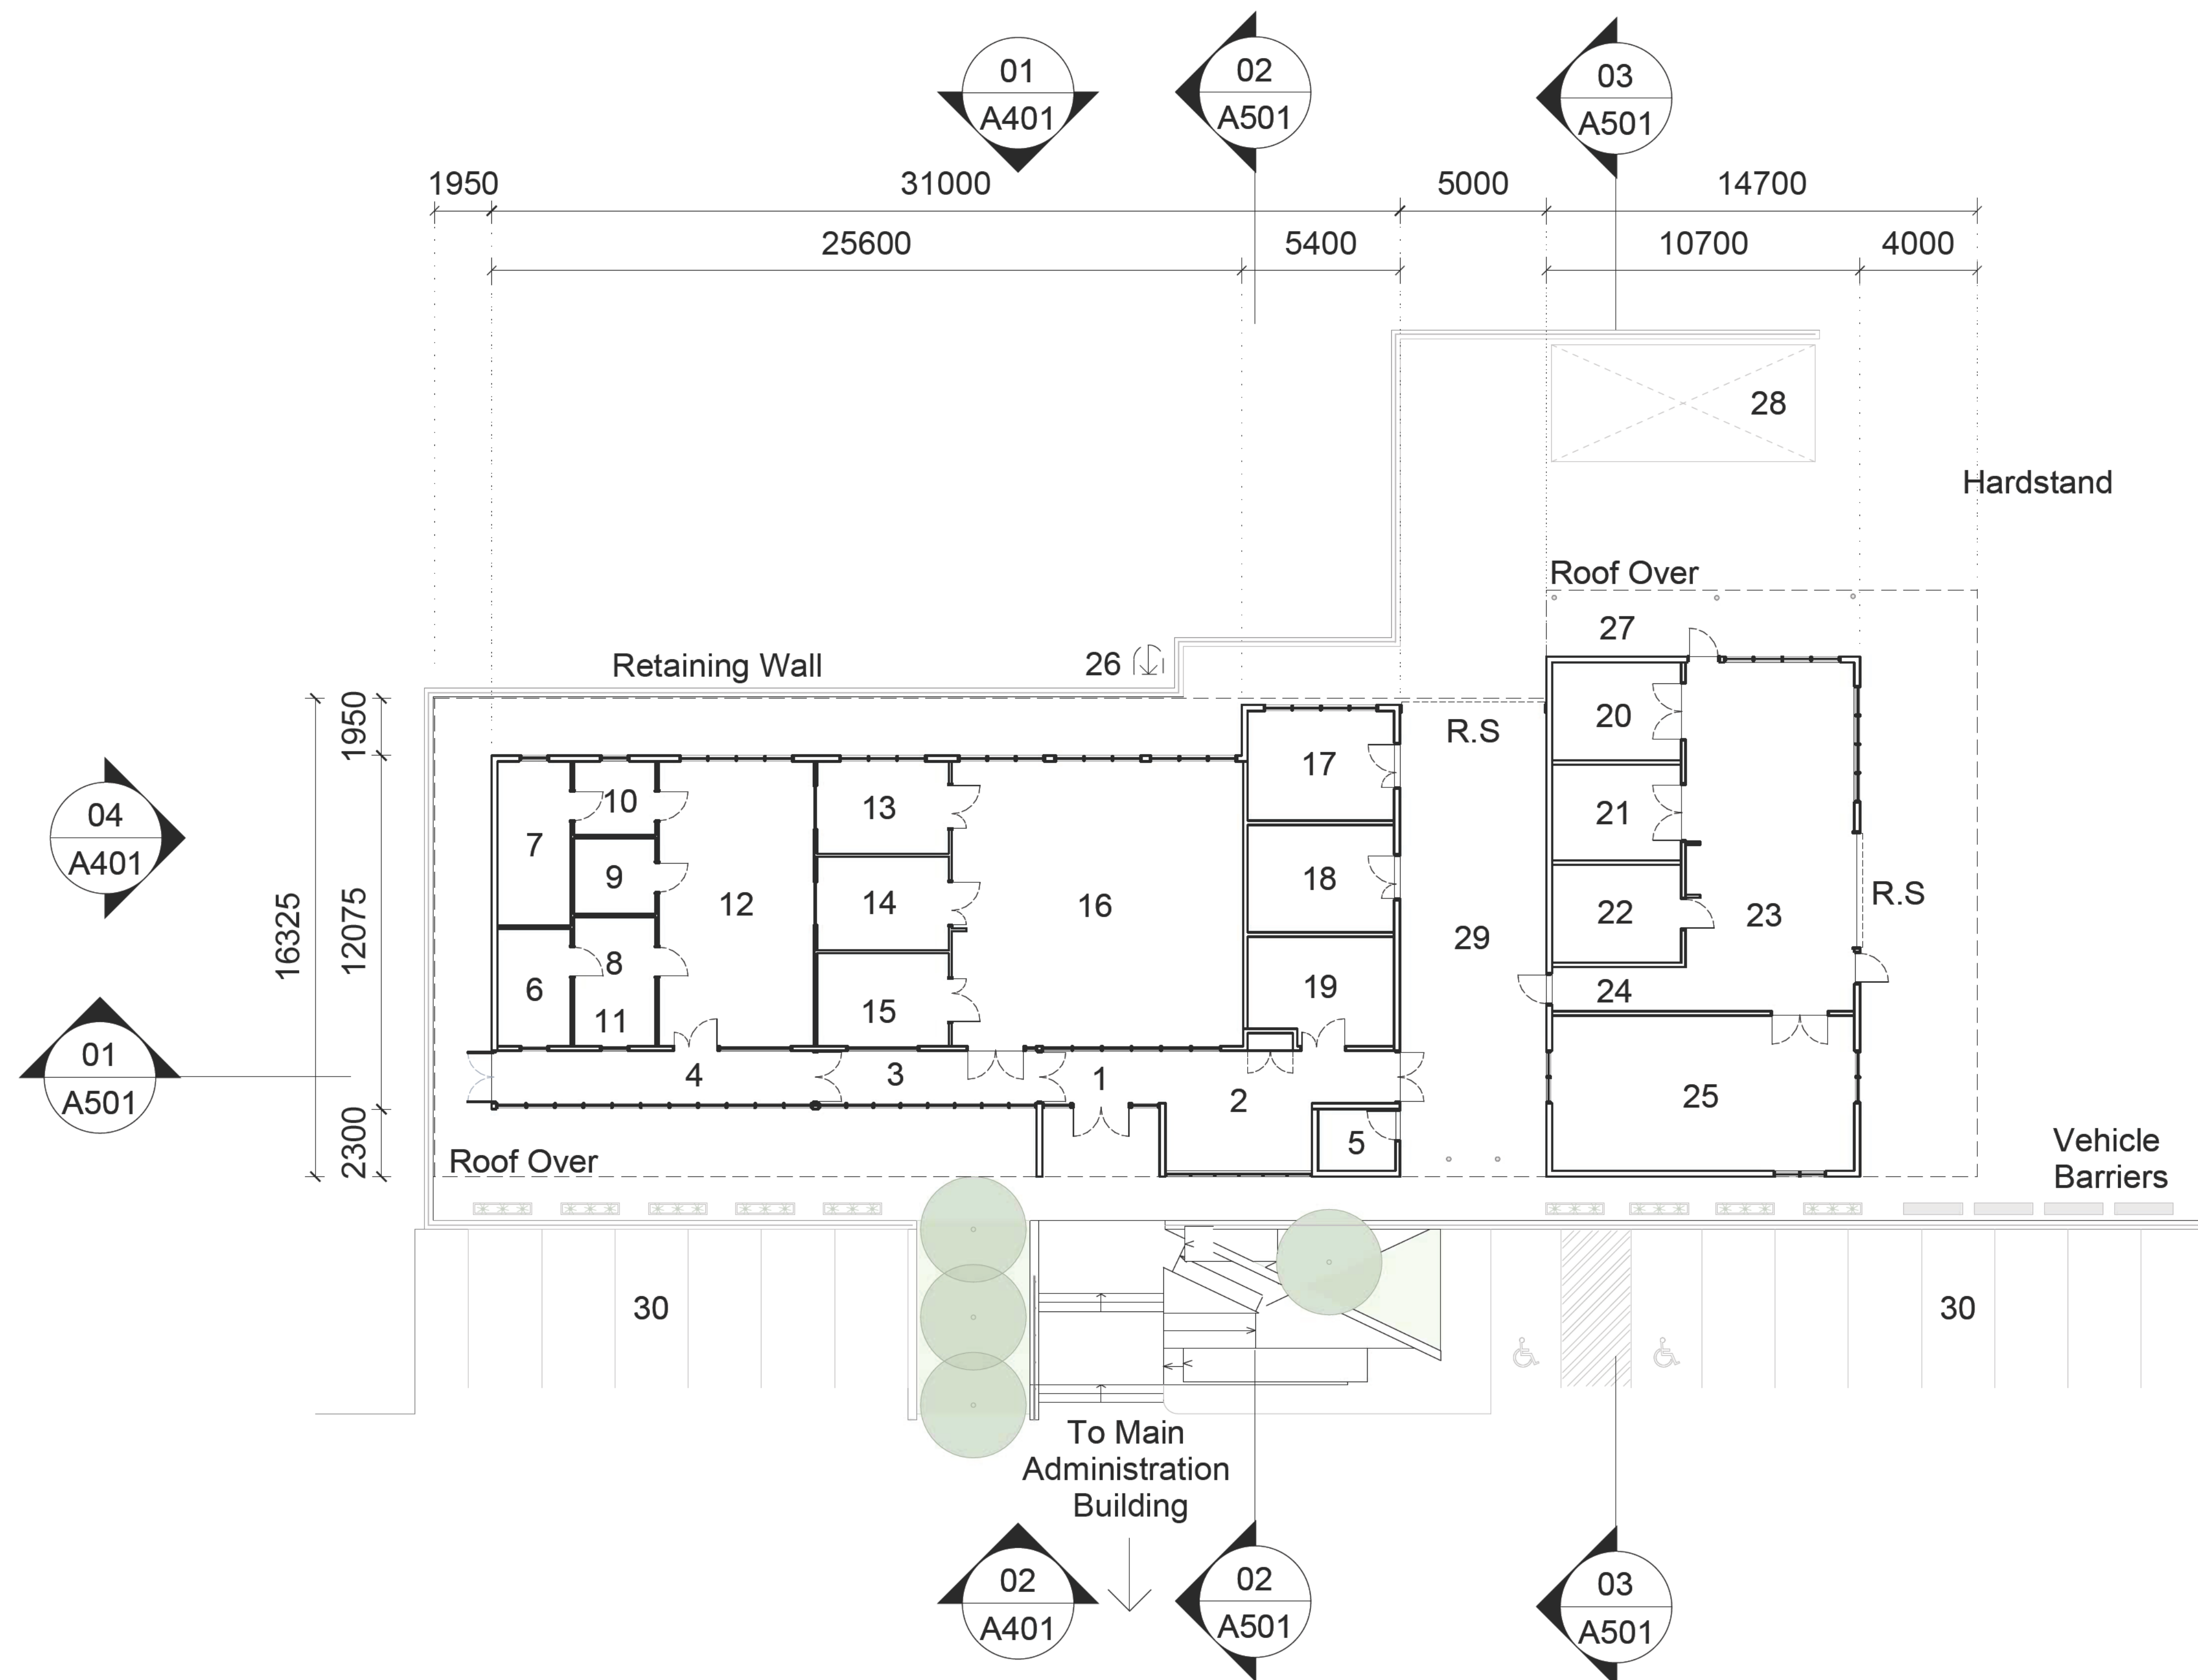 01
A401
02
A501
03
A501
1950
31000
5000
14700
25600
5400
10700
4000
28
Hardstand
Roof Over
27
Retaining Wall
26
R.S
20
17
10
13
21
7
9
18
12
14
16
R.S
22
23
29
8
6
19
24
11
15
4
3
1
2
25
5
Roof Over
Vehicle
Barriers
1950
12075
2300
16325
04
A401
01
A501
30
30
To Main
Administration
Building
02
A401
02
A501
03
A501